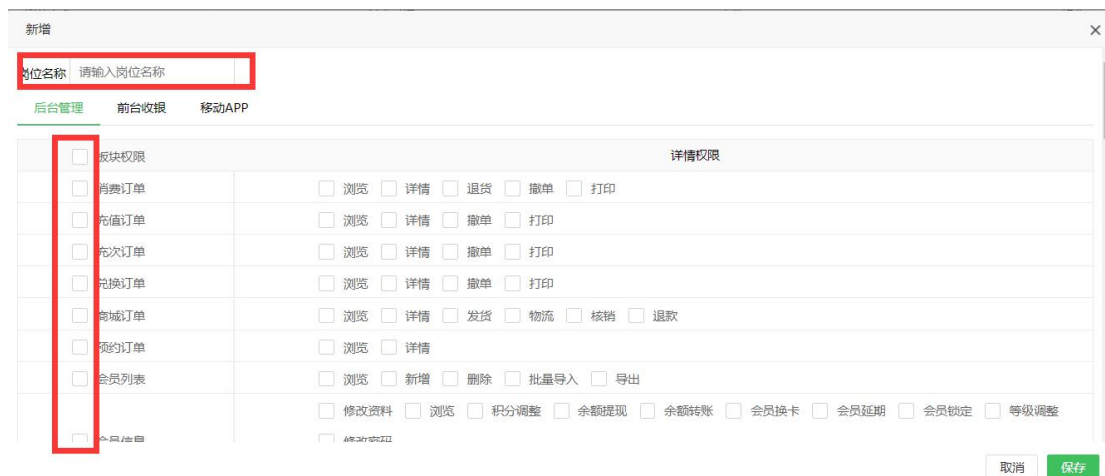 新增
岗位名称 请输入岗位名称
后台管理 前台收银 移动APP
板块权限 详情权限
消费订单 浏览 详情 退货 撤单 打印
充值订单 浏览 详情 撤单 打印
充次订单 浏览 详情 撤单 打印
兑换订单 浏览 详情 撤单 打印
商城订单 浏览 详情 发货 物流 核销 退款
预约订单 浏览 详情
会员列表 浏览 新增 删除 批量导入 导出
修改资料 浏览 积分调整 余额提现 余额转账 会员换卡 会员延期 会员锁定 等级调整
会员信息 修改密码
取消 保存